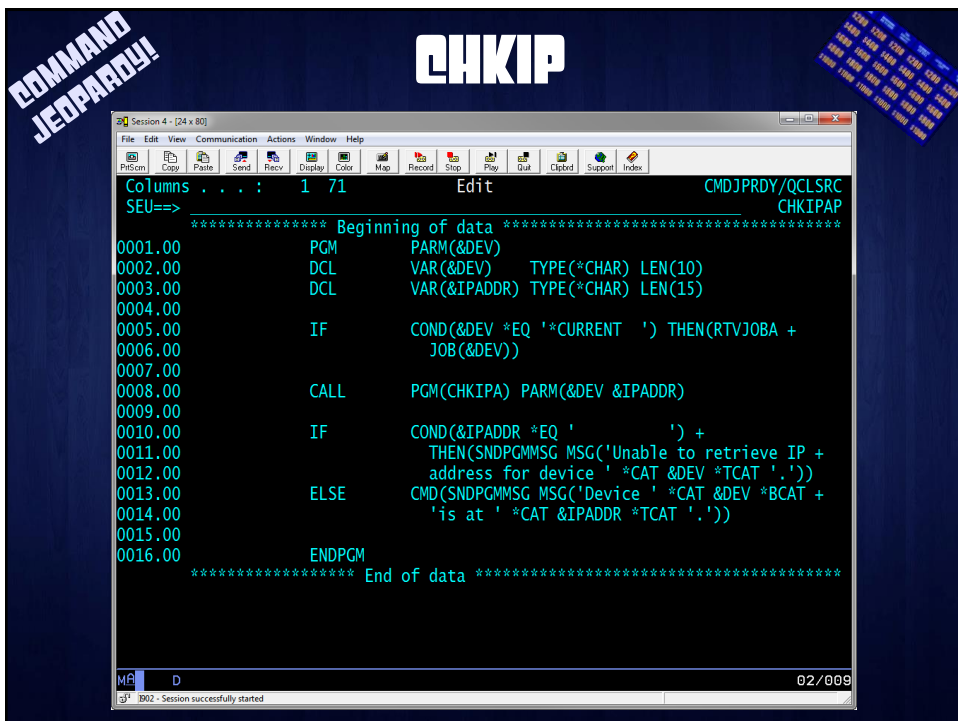 COMMAND
JEOPARDY!
CHKIP
Session 4 - [24 x 80]
File Edit View Communication Actions Window Help
PrtScrn Copy Paste Send Recv Display Color Map Record Stop Play Quit Clipbrd Support Index
Columns . . . : 1 71 Edit CMDJPRDY/QCLSRC
SEU==> CHKIPAP
*************** Beginning of data *************************************
0001.00 PGM PARM(&DEV)
0002.00 DCL VAR(&DEV) TYPE(*CHAR) LEN(10)
0003.00 DCL VAR(&IPADDR) TYPE(*CHAR) LEN(15)
0004.00
0005.00 IF COND(&DEV *EQ '*CURRENT  ') THEN(RTVJOBA +
0006.00 JOB(&DEV))
0007.00
0008.00 CALL PGM(CHKIPA) PARM(&DEV &IPADDR)
0009.00
0010.00 IF COND(&IPADDR *EQ '          ') +
0011.00 THEN(SNDPGMMSG MSG('Unable to retrieve IP +
0012.00 address for device ' *CAT &DEV *TCAT '.'))
0013.00 ELSE CMD(SNDPGMMSG MSG('Device ' *CAT &DEV *BCAT +
0014.00 'is at ' *CAT &IPADDR *TCAT '.'))
0015.00
0016.00 ENDPGM
****************** End of data ****************************************
MA D 02/009
I902 - Session successfully started